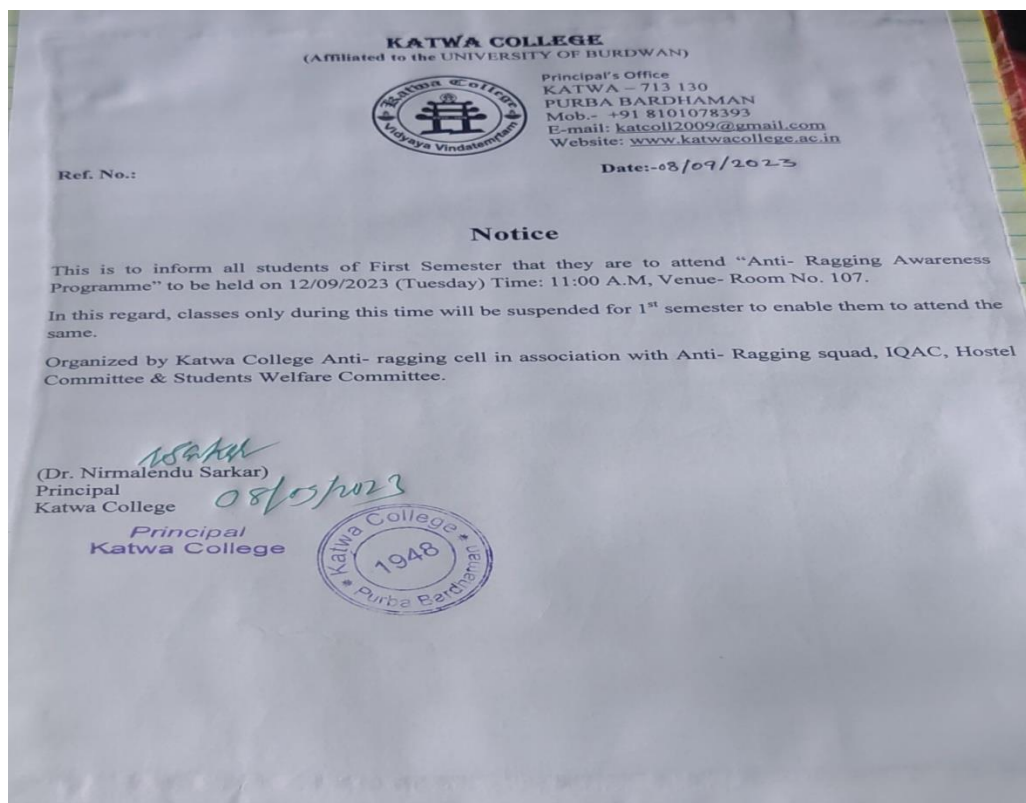 KATWA COLLEGE
(Affiliated to the UNIVERSITY OF BURDWAN)
Katwa College
Vidyaya Vindatemrtam
Principal's Office
KATWA – 713 130
PURBA BARDHAMAN
Mob.- +91 8101078393
E-mail: katcoll2009@gmail.com
Website: www.katwacollege.ac.in
Ref. No.:
Date:-08/09/2023
Notice
This is to inform all students of First Semester that they are to attend “Anti- Ragging Awareness
Programme” to be held on 12/09/2023 (Tuesday) Time: 11:00 A.M, Venue- Room No. 107.
In this regard, classes only during this time will be suspended for 1st semester to enable them to attend the
same.
Organized by Katwa College Anti- ragging cell in association with Anti- Ragging squad, IQAC, Hostel
Committee & Students Welfare Committee.
(Dr. Nirmalendu Sarkar)
Principal
Katwa College
08/09/2023
Principal
Katwa College
Katwa College
1948
Purba Bardhaman